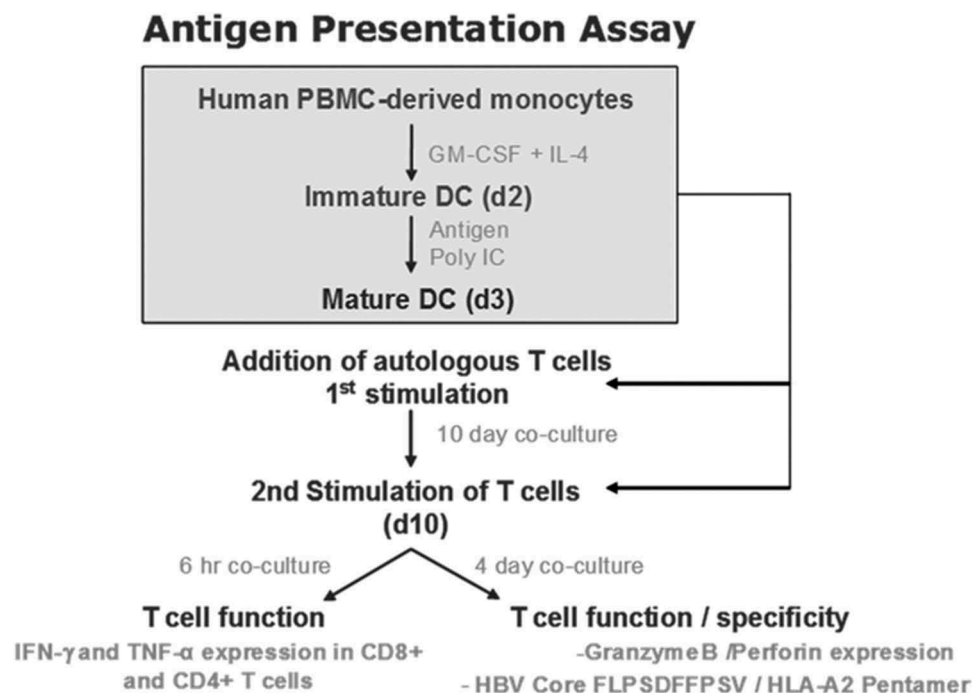 Antigen Presentation Assay
Human PBMC-derived monocytes
GM-CSF + IL-4
Immature DC (d2)
Antigen
Poly IC
Mature DC (d3)
Addition of autologous T cells
1st stimulation
10 day co-culture
2nd Stimulation of T cells
(d10)
6 hr co-culture
4 day co-culture
T cell function
IFN-γ and TNF-α expression in CD8+
and CD4+ T cells
T cell function / specificity
-GranzymeB /Perforin expression
- HBV Core FLPSDFFPSV / HLA-A2 Pentamer